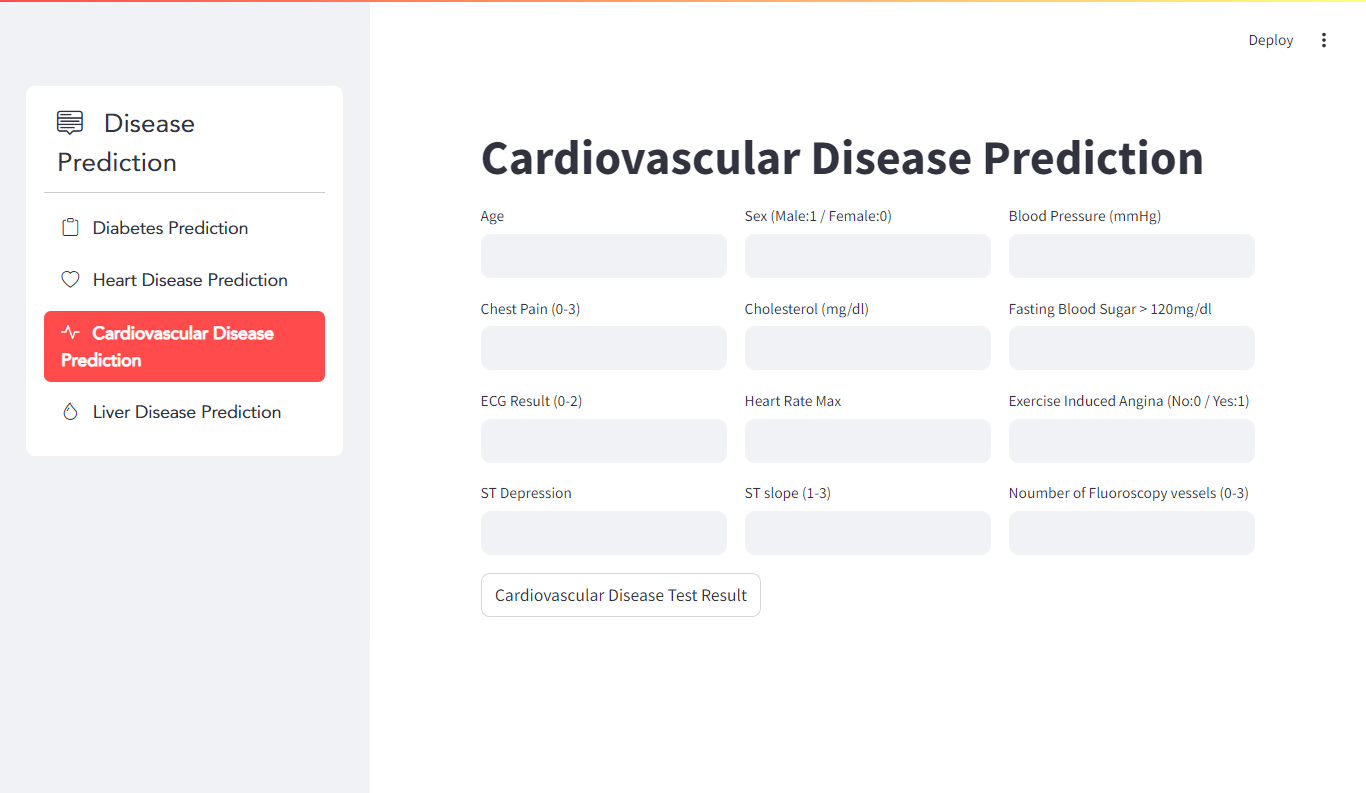 Deploy
Disease
Prediction
Diabetes Prediction
Heart Disease Prediction
Cardiovascular Disease
Prediction
Liver Disease Prediction
Cardiovascular Disease Prediction
Age
Sex (Male:1 / Female:0)
Blood Pressure (mmHg)
Chest Pain (0-3)
Cholesterol (mg/dl)
Fasting Blood Sugar > 120mg/dl
ECG Result (0-2)
Heart Rate Max
Exercise Induced Angina (No:0 / Yes:1)
ST Depression
ST slope (1-3)
Noumber of Fluoroscopy vessels (0-3)
Cardiovascular Disease Test Result